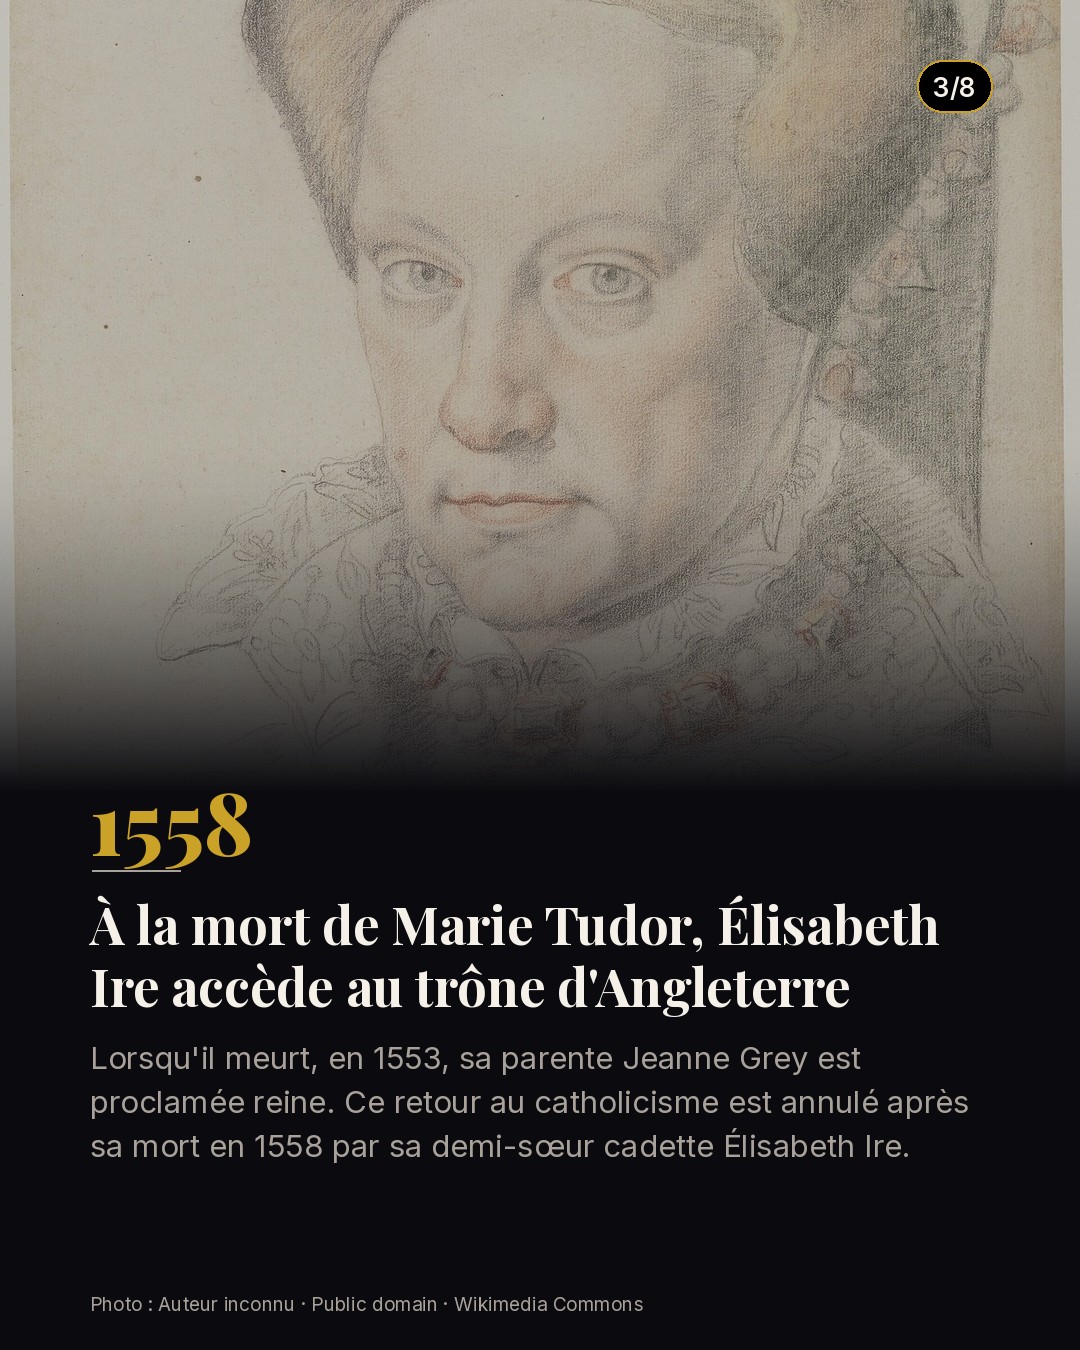 3/8
1558
À la mort de Marie Tudor, Élisabeth
Ire accède au trône d'Angleterre
Lorsqu'il meurt, en 1553, sa parente Jeanne Grey est
proclamée reine. Ce retour au catholicisme est annulé après
sa mort en 1558 par sa demi-sœur cadette Élisabeth Ire.
Photo : Auteur inconnu · Public domain · Wikimedia Commons